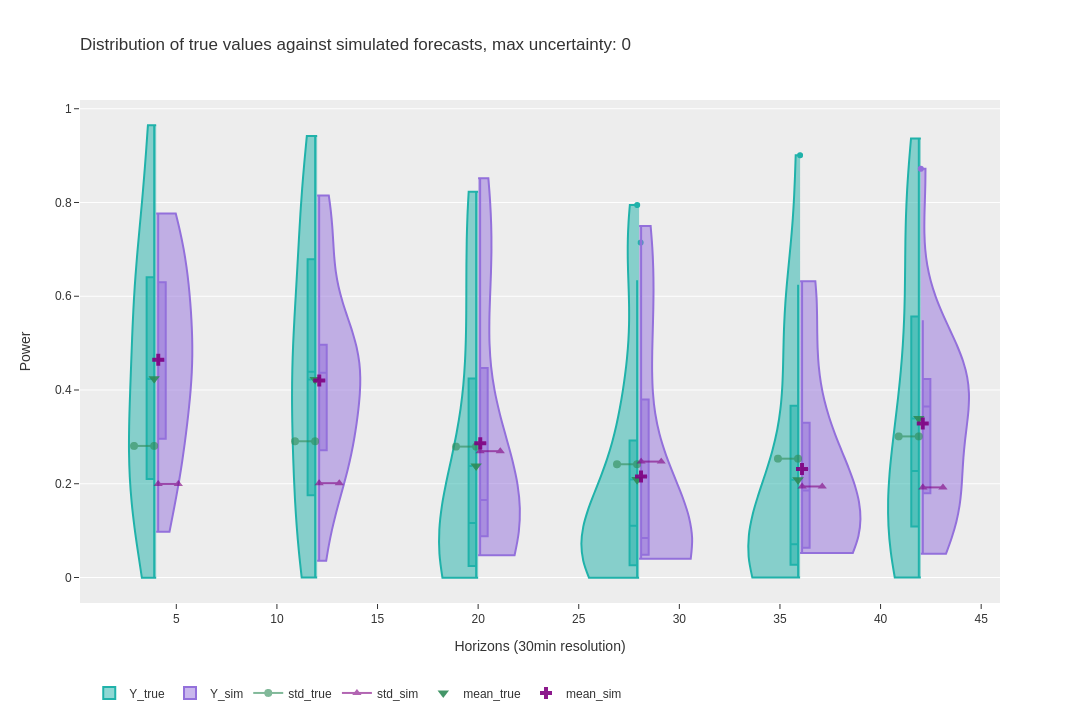 Distribution of true values against simulated forecasts, max uncertainty: 0
1
0.8
0.6
0.4
0.2
0
Power
5 10 15 20 25 30 35 40 45
Horizons (30min resolution)
Y_true Y_sim std_true std_sim mean_true mean_sim